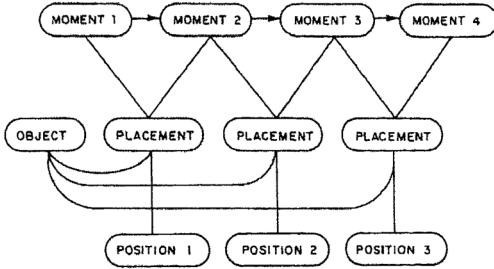 MOMENT 1
MOMENT 2
MOMENT 3
MOMENT 4
OBJECT
PLACEMENT
PLACEMENT
PLACEMENT
POSITION 1
POSITION 2
POSITION 3